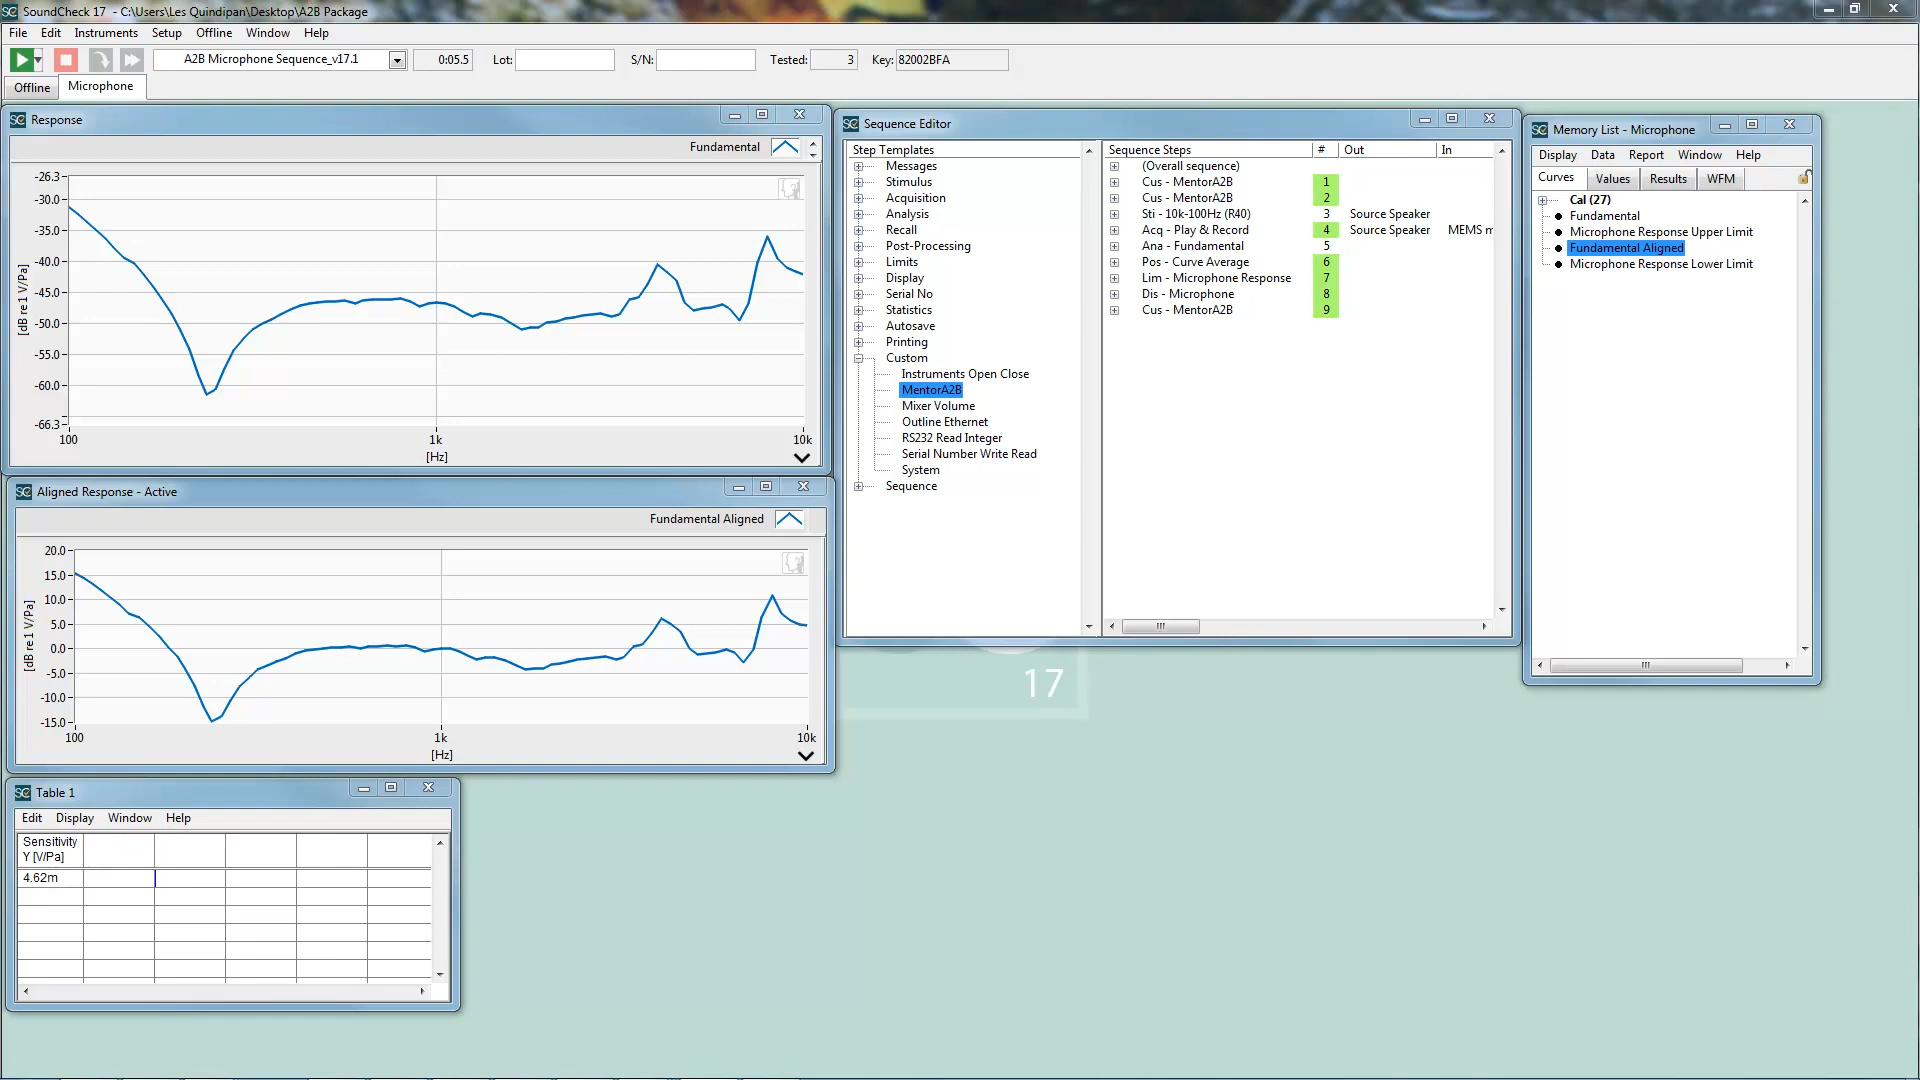 SoundCheck 17 - C:\Users\Les Quindipan\Desktop\A2B Package
File Edit Instruments Setup Offline Window Help
A2B Microphone Sequence_v17.1 0:05.5 Lot: S/N: Tested: 3 Key: 82002BFA
Offline Microphone
Response
Fundamental
-26.3
-30.0
-35.0
-40.0
-45.0
-50.0
-55.0
-60.0
-66.3
[dB re1 V/Pa]
100 1k 10k
[Hz]
Aligned Response - Active
Fundamental Aligned
20.0
15.0
10.0
5.0
0.0
-5.0
-10.0
-15.0
[dB re1 V/Pa]
100 1k 10k
[Hz]
Table 1
Edit Display Window Help
Sensitivity
Y [V/Pa]
4.62m
Sequence Editor
Step Templates
Messages
Stimulus
Acquisition
Analysis
Recall
Post-Processing
Limits
Display
Serial No
Statistics
Autosave
Printing
Custom
Instruments Open Close
MentorA2B
Mixer Volume
Outline Ethernet
RS232 Read Integer
Serial Number Write Read
System
Sequence
Sequence Steps # Out In
(Overall sequence)
Cus - MentorA2B 1
Cus - MentorA2B 2
Sti - 10k-100Hz (R40) 3 Source Speaker
Acq - Play & Record 4 Source Speaker MEMS m
Ana - Fundamental 5
Pos - Curve Average 6
Lim - Microphone Response 7
Dis - Microphone 8
Cus - MentorA2B 9
17
Memory List - Microphone
Display Data Report Window Help
Curves Values Results WFM
Cal (27)
Fundamental
Microphone Response Upper Limit
Fundamental Aligned
Microphone Response Lower Limit